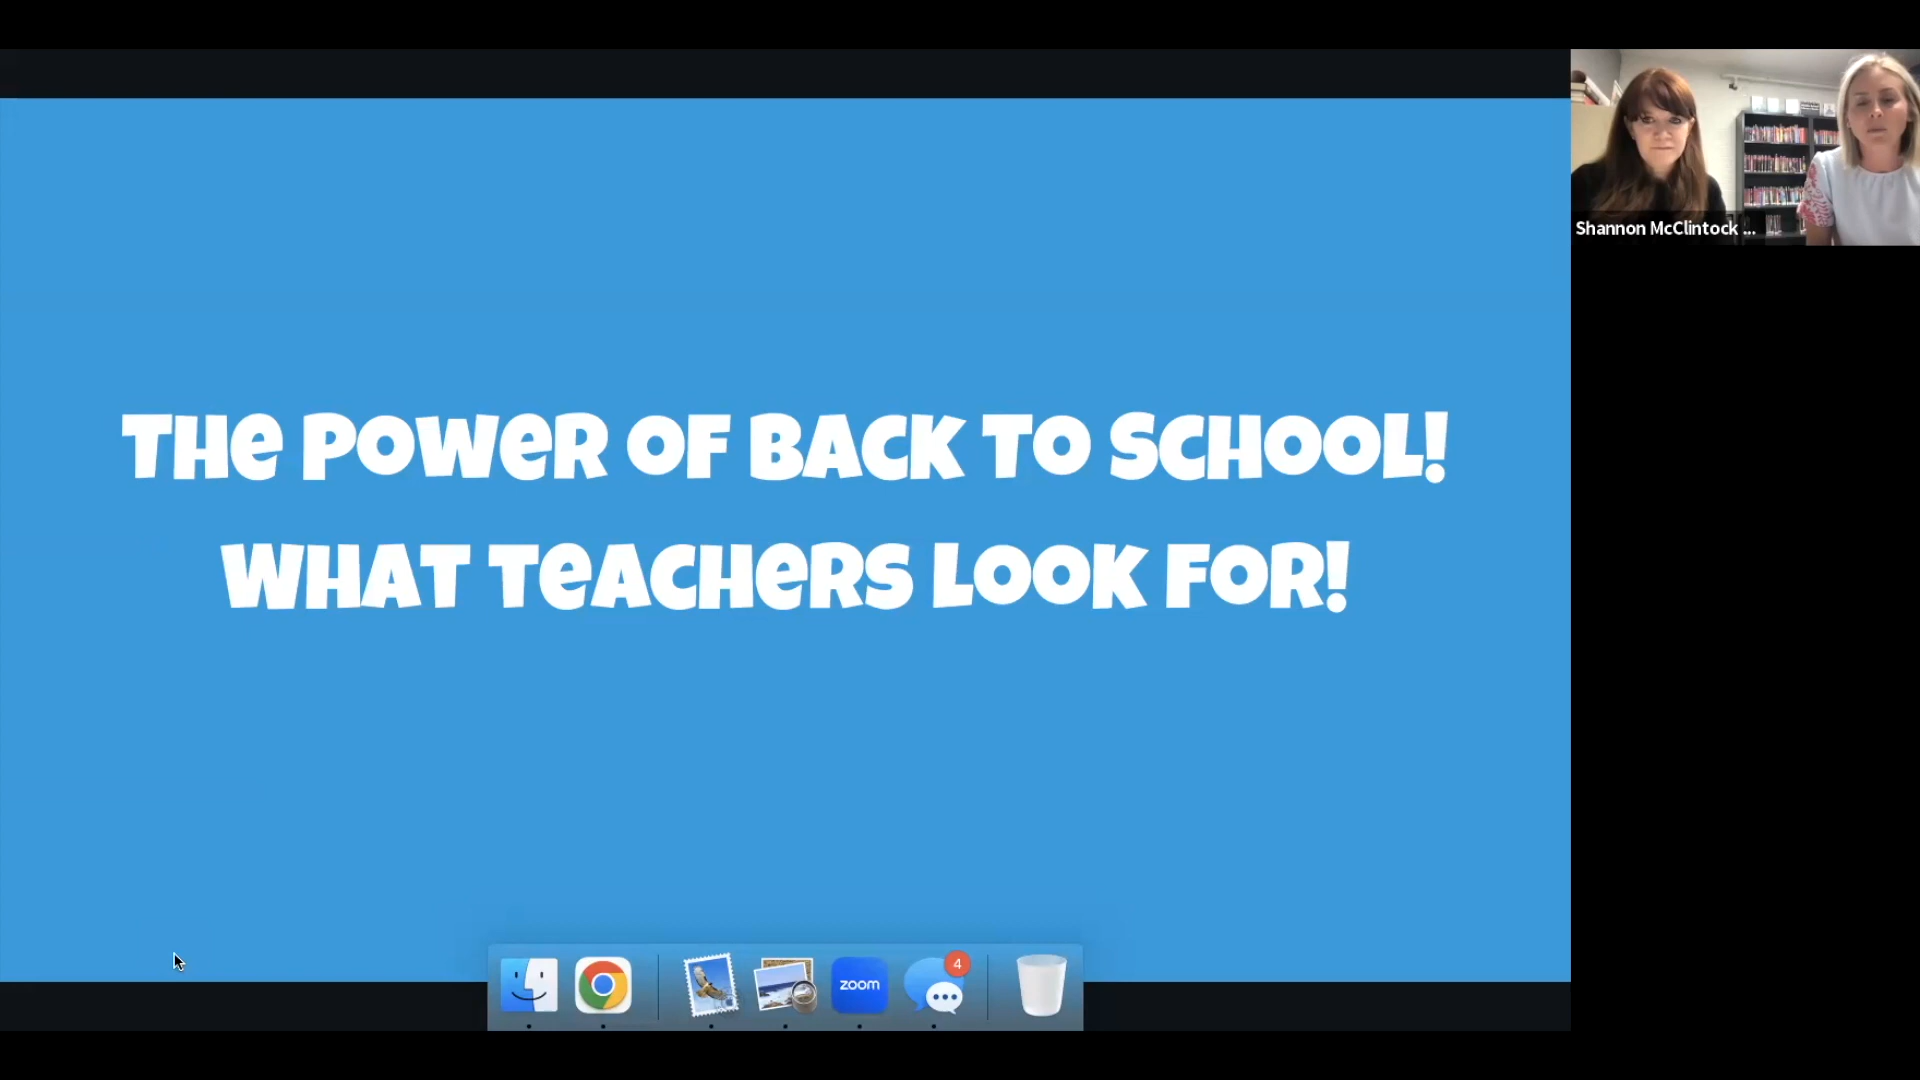 THE POWER OF BACK TO SCHOOL!
WHAT TEACHERS LOOK FOR!
Shannon McClintock ...
zoom
4